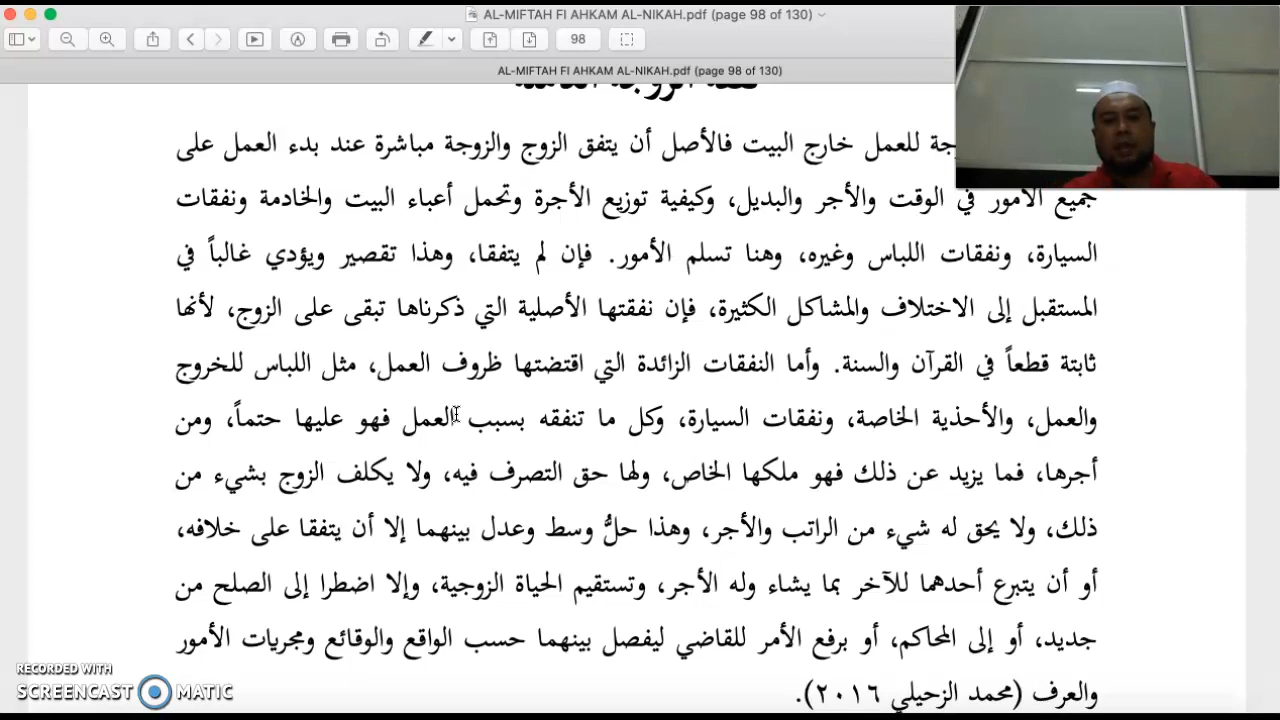 AL-MIFTAH FI AHKAM AL-NIKAH.pdf (page 98 of 130)
98
AL-MIFTAH FI AHKAM AL-NIKAH.pdf (page 98 of 130)
للعمل خارج البيت فالأصل أن يتفق الزوج والزوجة مباشرة عند بدء العمل على
جميع الأمور في الوقت والأجر والبديل، وكيفية توزيع الأجرة وتحمل أعباء البيت والخادمة ونفقات
السيارة، ونفقات اللباس وغيره، وهنا تسلم الأمور. فإن لم يتفقا، وهذا تقصير ويؤدي غالباً في
المستقبل إلى الاختلاف والمشاكل الكثيرة، فإن نفقتها الأصلية التي ذكرناها تبقى على الزوج، لأنها
ثابتة قطعاً في القرآن والسنة. وأما النفقات الزائدة التي اقتضتها ظروف العمل، مثل اللباس للخروج
والعمل، والأحذية الخاصة، ونفقات السيارة، وكل ما تنفقه بسبب العمل فهو عليها حتماً، ومن
أجرها، فما يزيد عن ذلك فهو ملكها الخاص، ولها حق التصرف فيه، ولا يكلف الزوج بشيء من
ذلك، ولا يحق له شيء من الراتب والأجر، وهذا حلُّ وسط وعدل بينهما إلا أن يتفقا على خلافه،
أو أن يتبرع أحدهما للآخر بما يشاء وله الأجر، وتستقيم الحياة الزوجية، وإلا اضطرا إلى الصلح من
جديد، أو إلى المحاكم، أو برفع الأمر للقاضي ليفصل بينهما حسب الواقع والوقائع ومجريات الأمور
والعرف (محمد الزحيلي ٢٠١٦).
RECORDED WITH
SCREENCAST MATIC